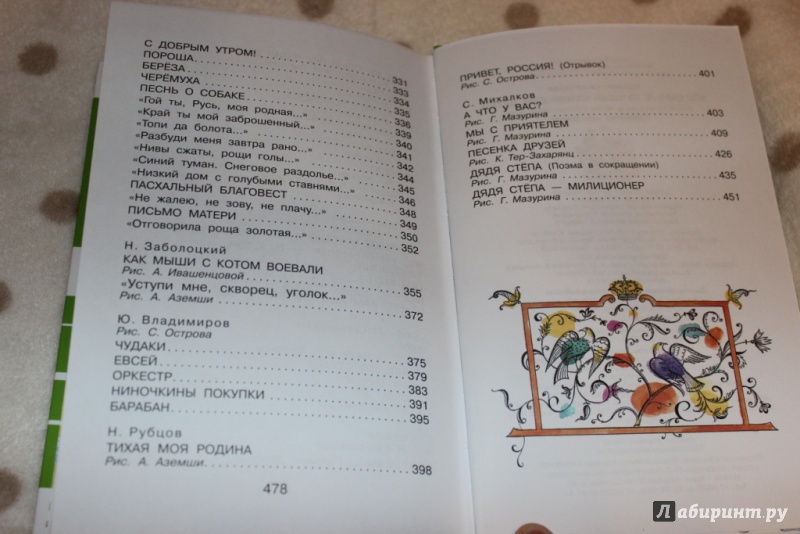 С ДОБРЫМ УТРОМ! 331
ПОРОША 333
БЕРЁЗА 333
ЧЕРЁМУХА 334
ПЕСНЬ О СОБАКЕ 335
«Гой ты, Русь, моя родная...» 336
«Край ты мой заброшенный...» 339
«Топи да болота...» 340
«Разбуди меня завтра рано...» 341
«Нивы сжаты, рощи голы...» 342
«Синий туман. Снеговое раздолье...» 344
«Низкий дом с голубыми ставнями...» 345
ПАСХАЛЬНЫЙ БЛАГОВЕСТ 346
«Не жалею, не зову, не плачу...» 348
ПИСЬМО МАТЕРИ 349
«Отговорила роща золотая...» 350
352
Н. Заболоцкий
КАК МЫШИ С КОТОМ ВОЕВАЛИ
Рис. А. Ивашенцовой 355
«Уступи мне, скворец, уголок...»
Рис. А. Аземши 372
Ю. Владимиров
Рис. С. Острова
ЧУДАКИ 375
ЕВСЕЙ 379
ОРКЕСТР 383
НИНОЧКИНЫ ПОКУПКИ 391
БАРАБАН 395
Н. Рубцов
ТИХАЯ МОЯ РОДИНА
Рис. А. Аземши 398
478
ПРИВЕТ, РОССИЯ! (Отрывок)
Рис. С. Острова 401
С. Михалков
А ЧТО У ВАС?
Рис. Г. Мазурина 403
МЫ С ПРИЯТЕЛЕМ
Рис. Г. Мазурина 409
ПЕСЕНКА ДРУЗЕЙ
Рис. К. Тер-Захарянц 426
ДЯДЯ СТЁПА (Поэма в сокращении)
Рис. Г. Мазурина 435
ДЯДЯ СТЁПА — МИЛИЦИОНЕР
Рис. Г. Мазурина 451
Лабиринт.ру